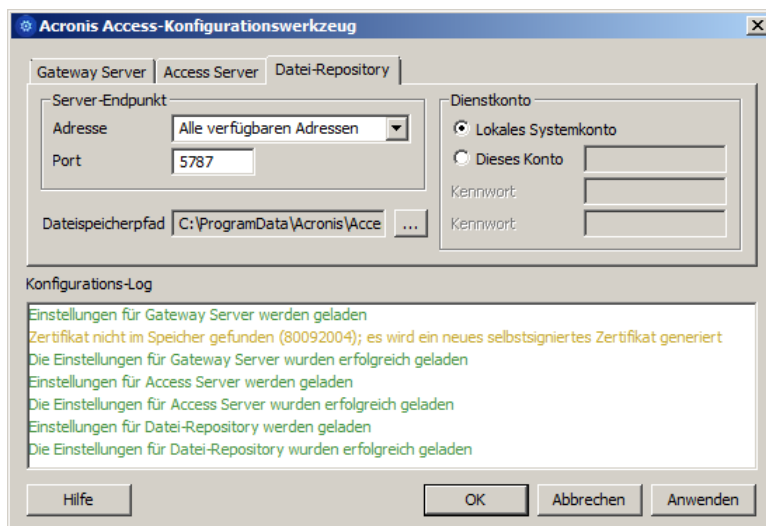 Acronis Access-Konfigurationswerkzeug
Gateway Server
Access Server
Datei-Repository
Server-Endpunkt
Adresse
Alle verfügbaren Adressen
Port
5787
Dateispeicherpfad
C:\ProgramData\Acronis\Acce
...
Dienstkonto
Lokales Systemkonto
Dieses Konto
Kennwort
Kennwort
Konfigurations-Log
Einstellungen für Gateway Server werden geladen
Zertifikat nicht im Speicher gefunden (80092004); es wird ein neues selbstsigniertes Zertifikat generiert
Die Einstellungen für Gateway Server wurden erfolgreich geladen
Einstellungen für Access Server werden geladen
Die Einstellungen für Access Server wurden erfolgreich geladen
Einstellungen für Datei-Repository werden geladen
Die Einstellungen für Datei-Repository wurden erfolgreich geladen
Hilfe
OK
Abbrechen
Anwenden